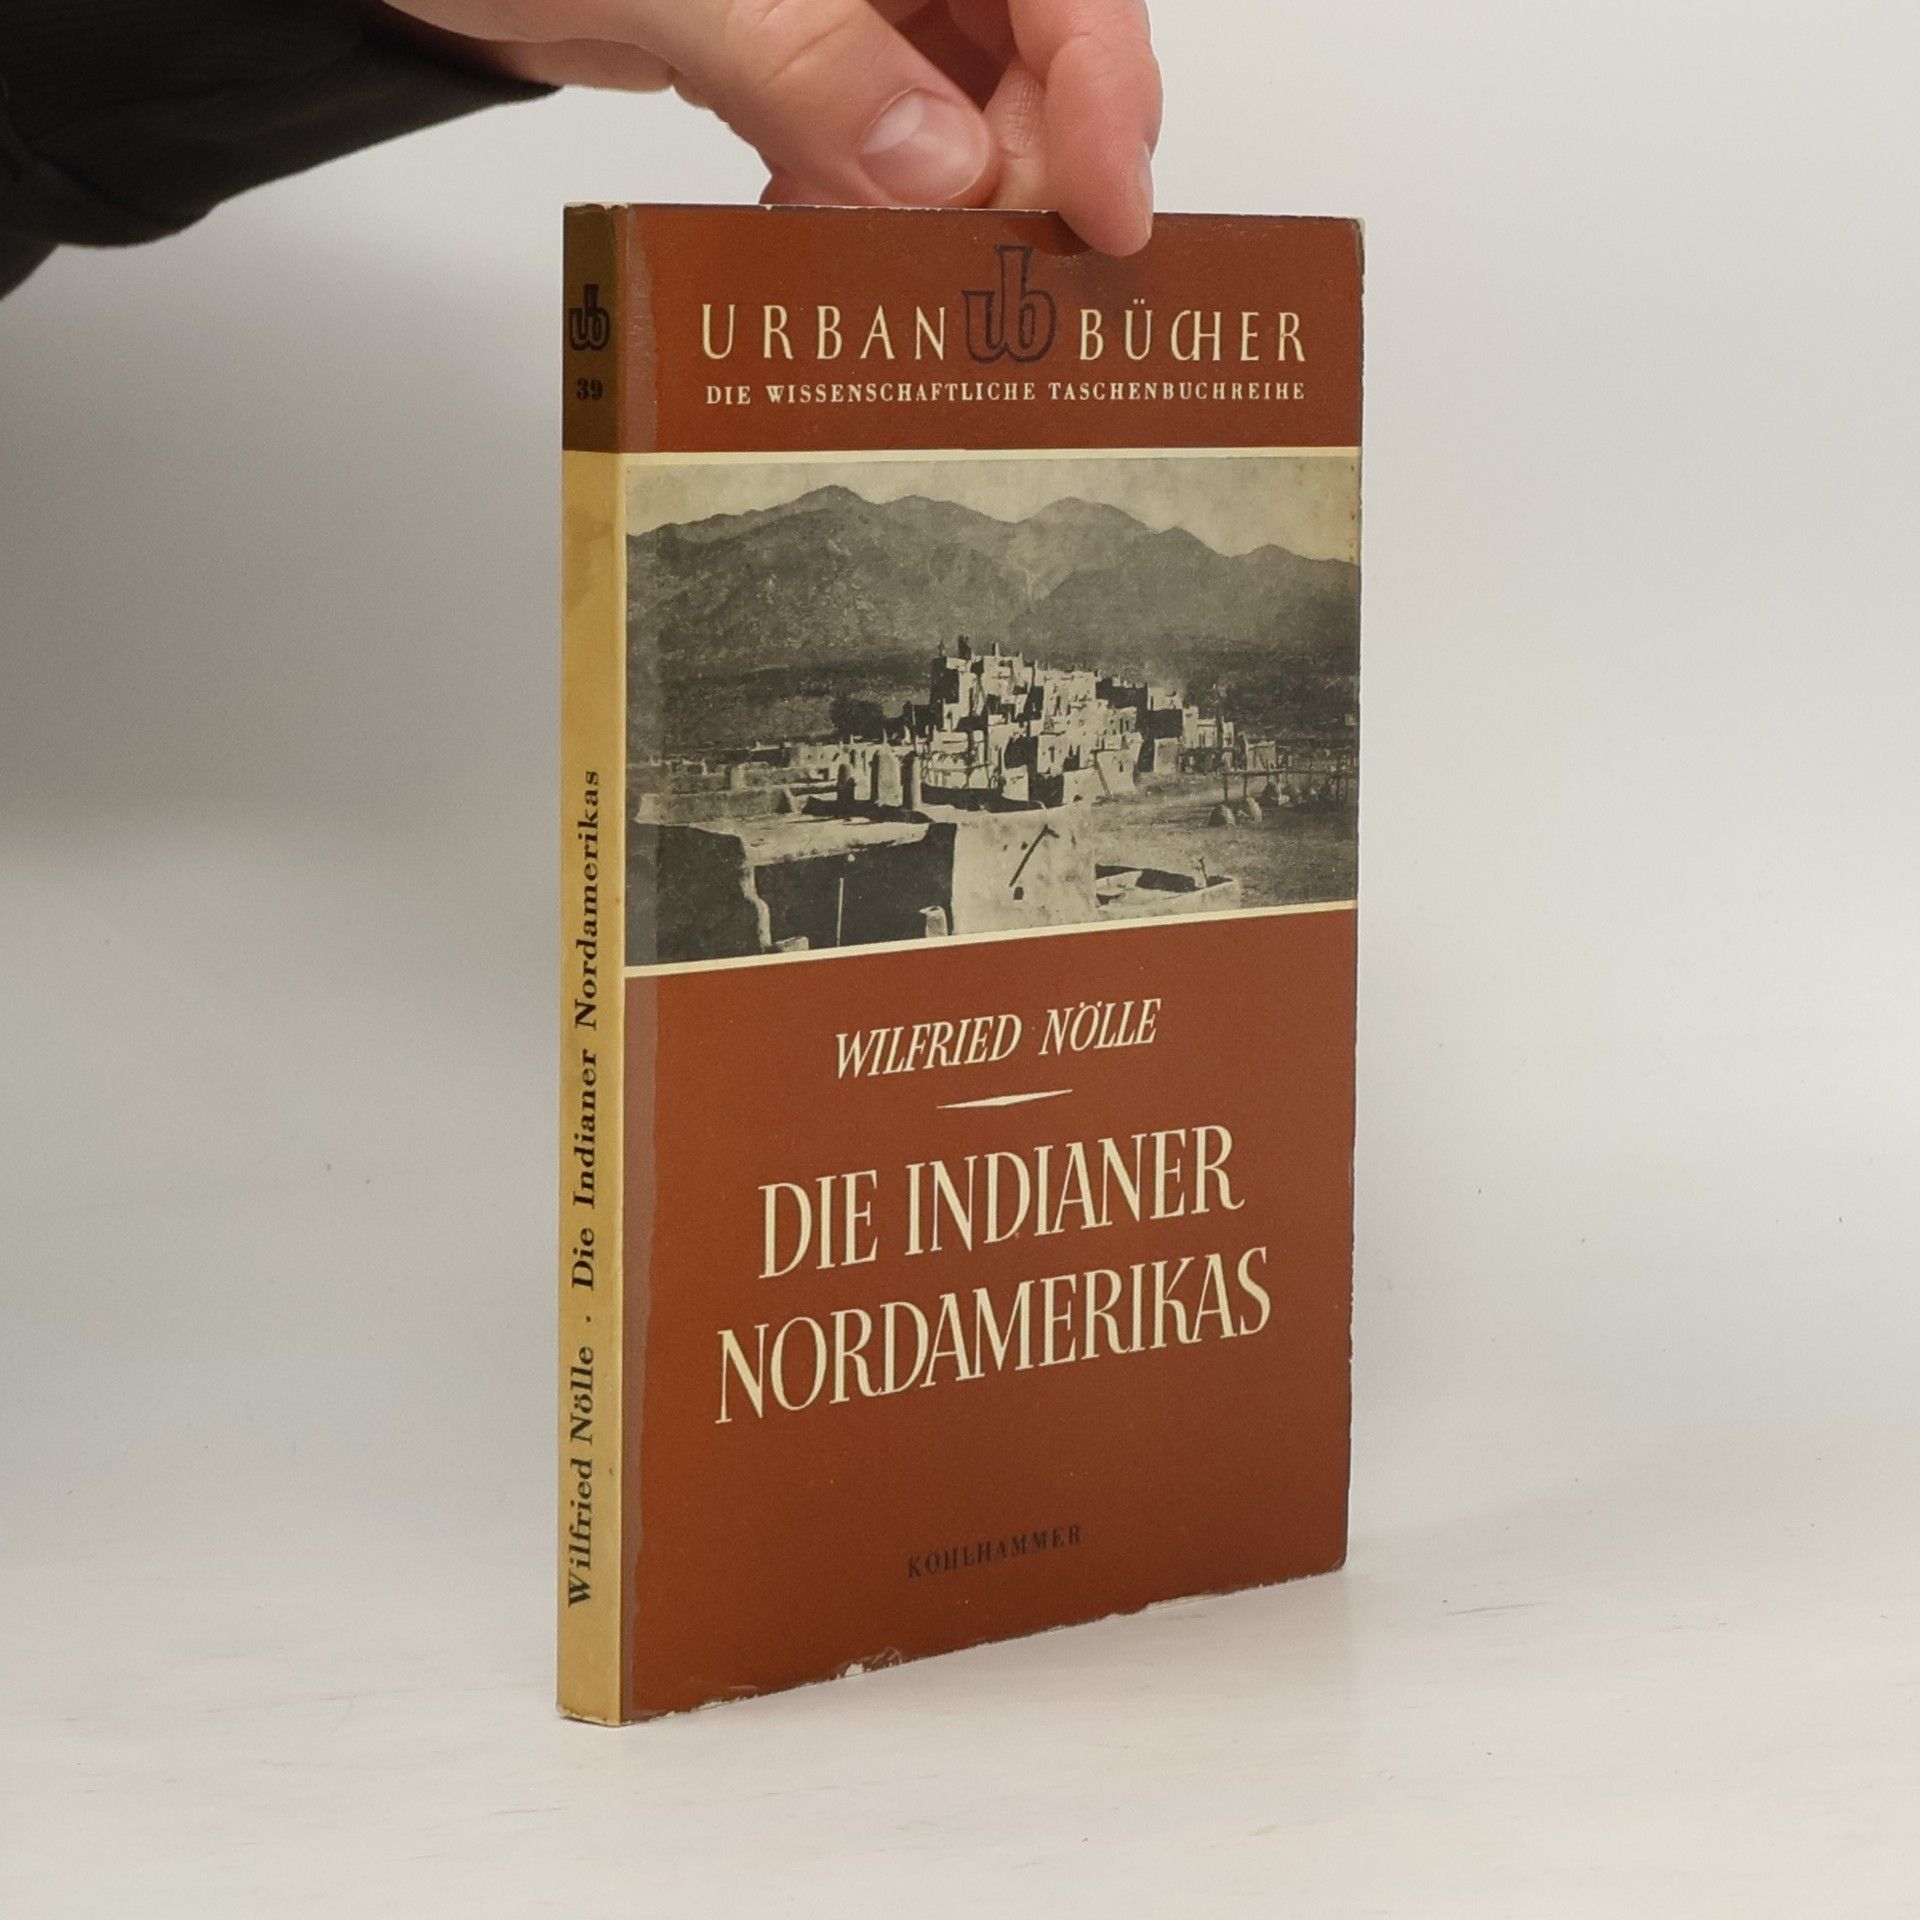 URBAN ub BÜCHER
DIE WISSENSCHAFTLICHE TASCHENBUCHREIHE
WILFRIED NÖLLE
DIE INDIANER
NORDAMERIKAS
KOHLHAMMER
ub
39
Wilfried Nölle · Die Indianer Nordamerikas